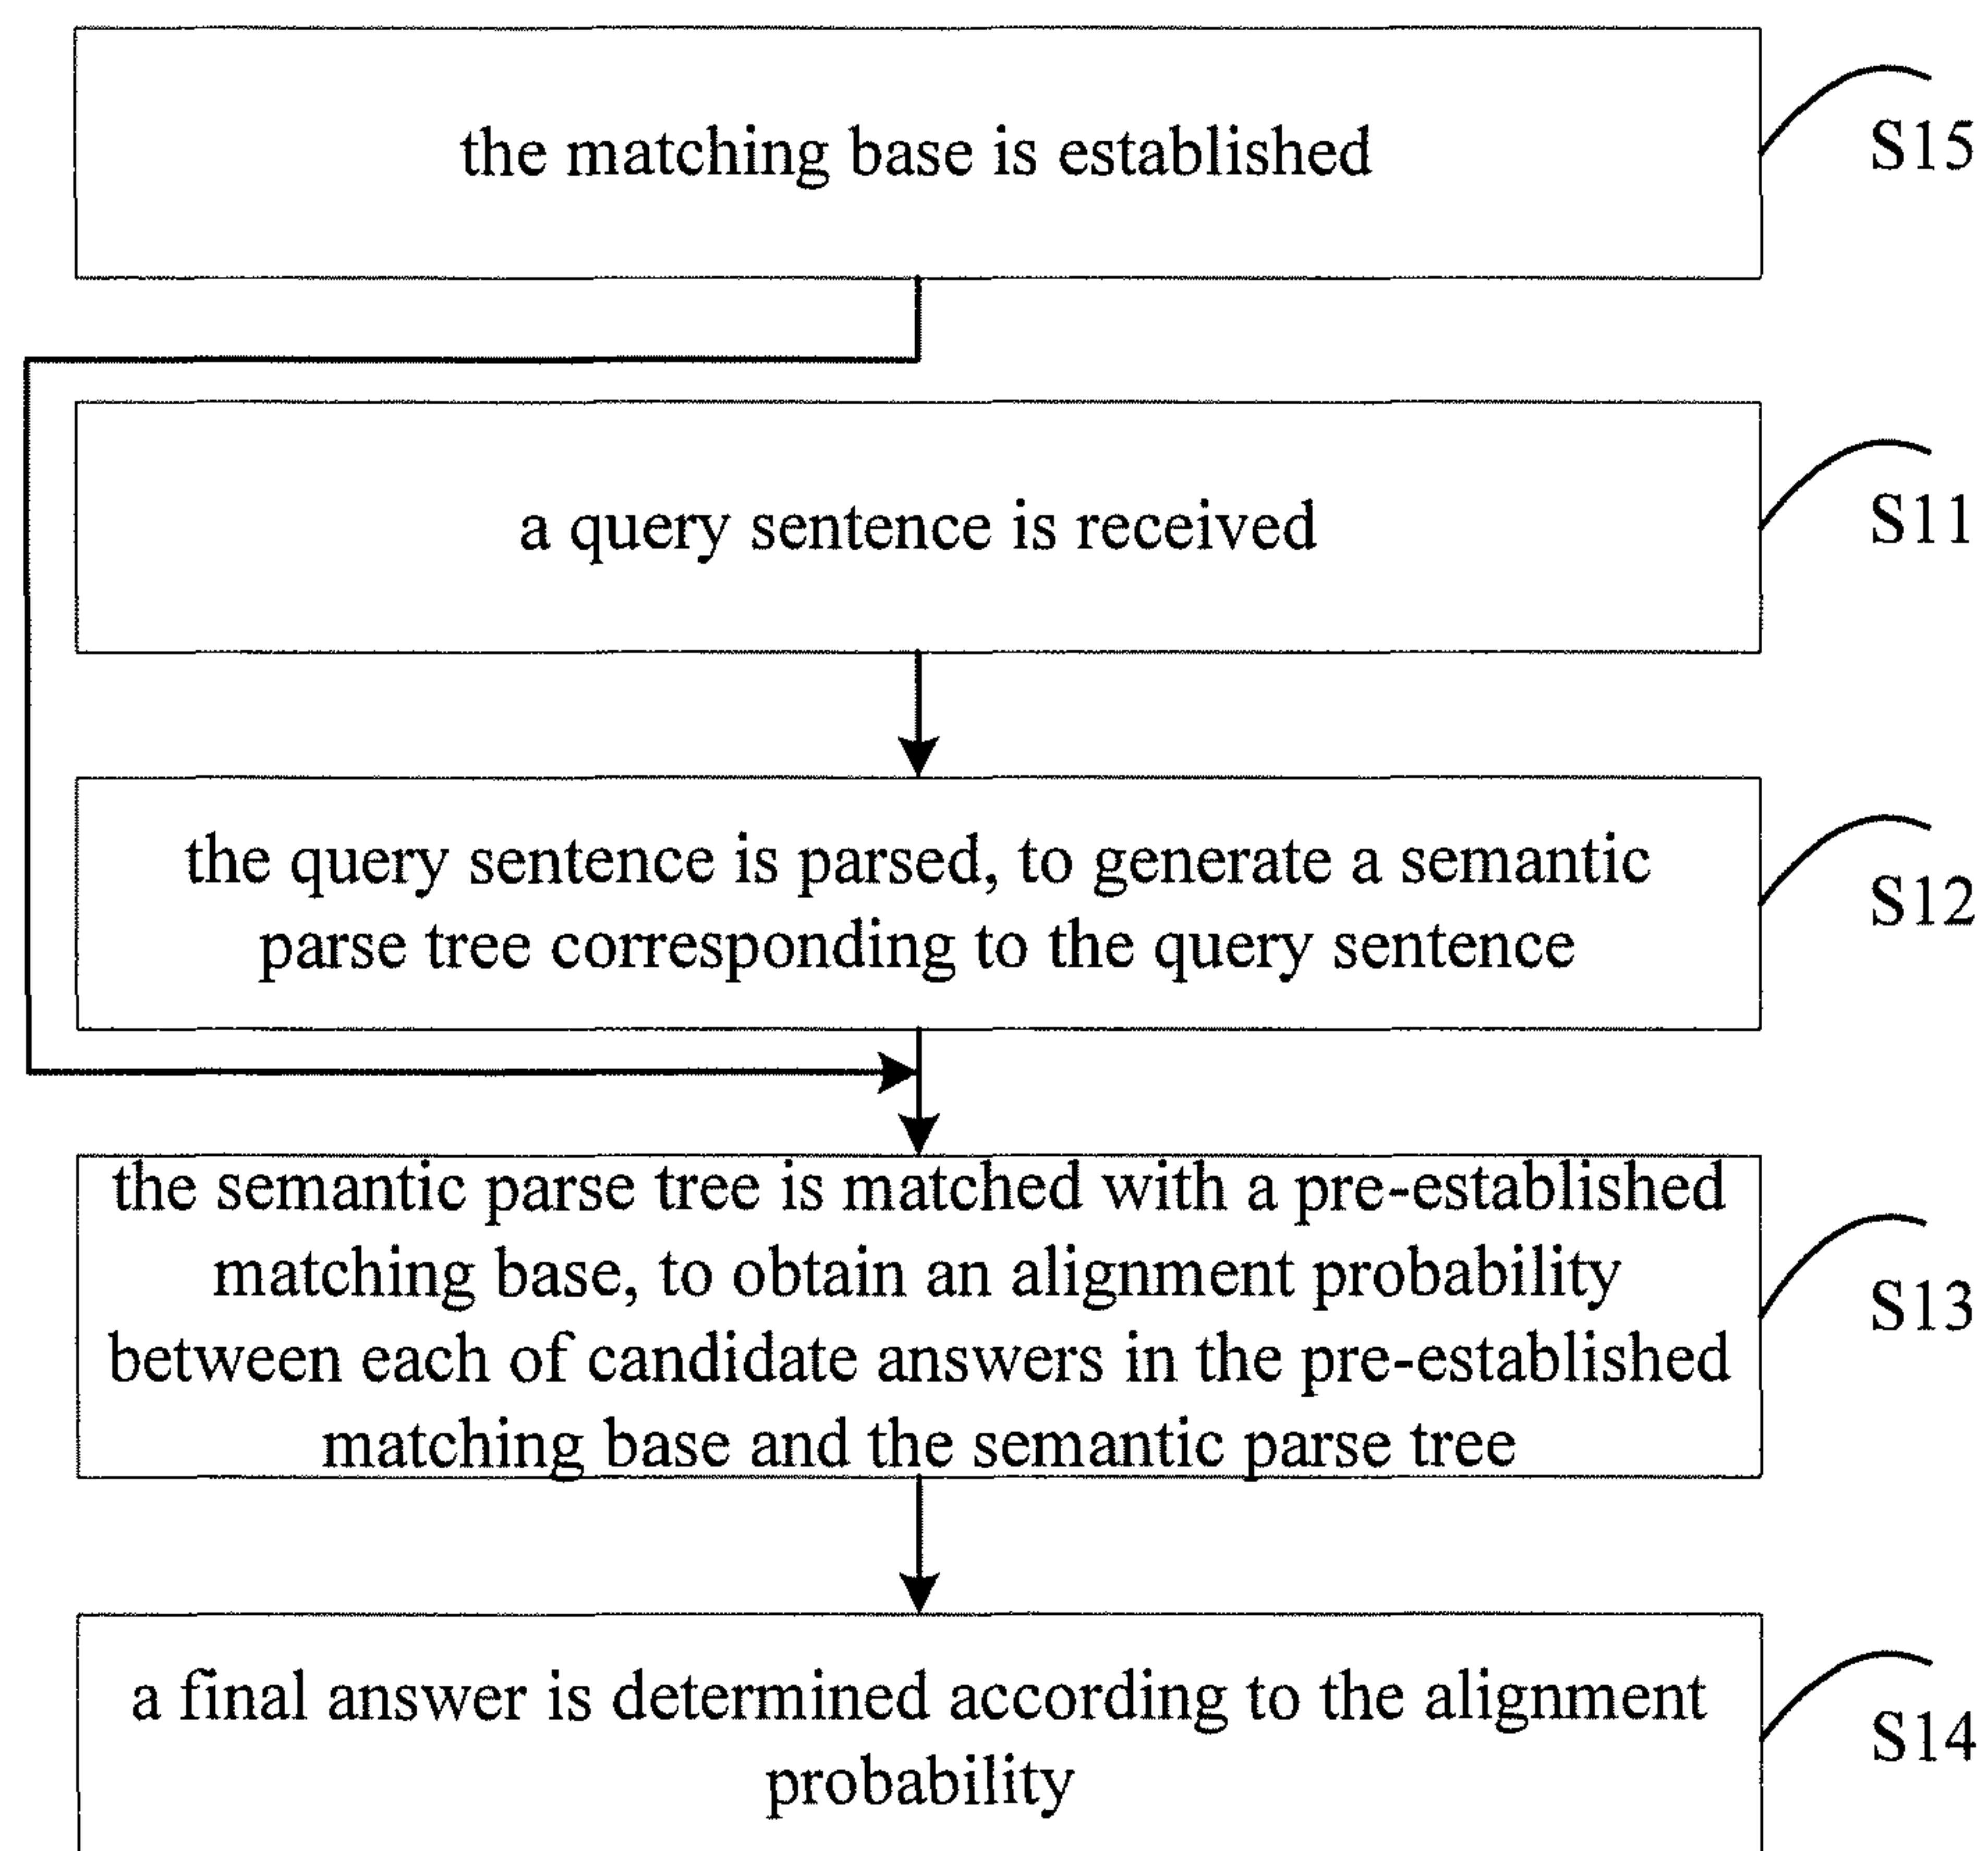 the matching base is established
S15
a query sentence is received
S11
the query sentence is parsed, to generate a semantic
parse tree corresponding to the query sentence
S12
the semantic parse tree is matched with a pre-established
matching base, to obtain an alignment probability
between each of candidate answers in the pre-established
matching base and the semantic parse tree
S13
a final answer is determined according to the alignment
probability
S14